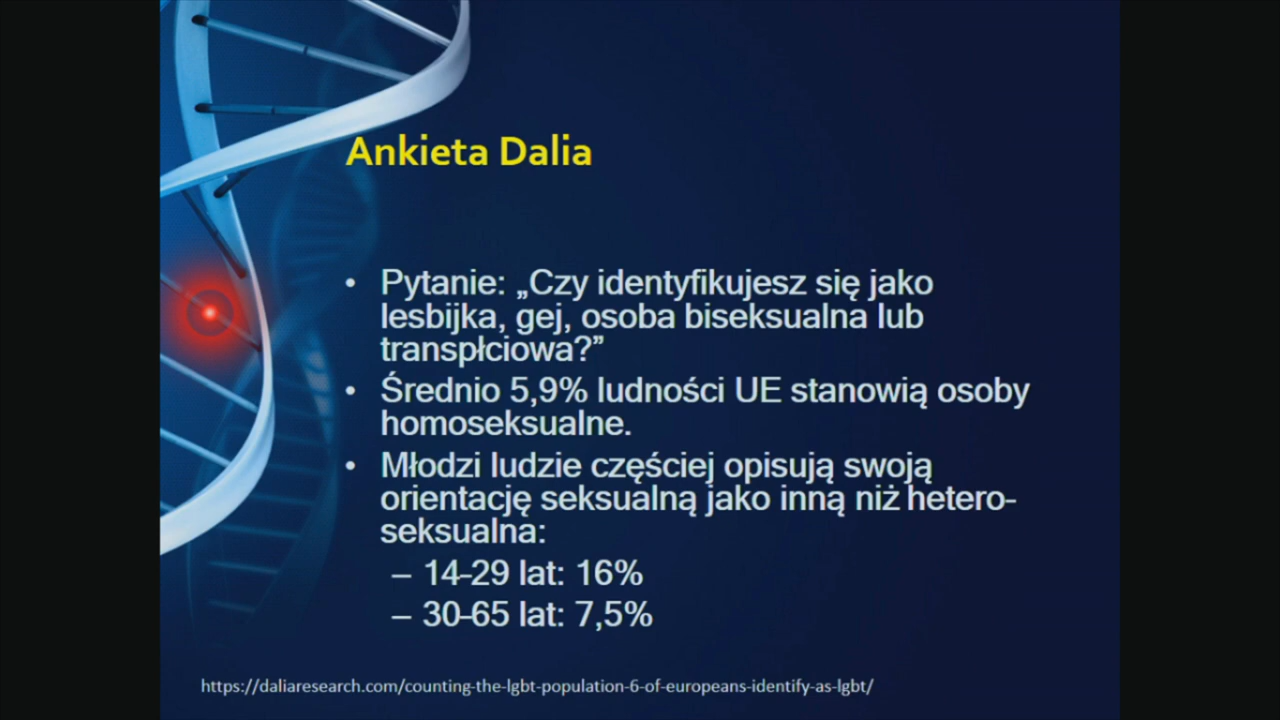 Ankieta Dalia
• Pytanie: „Czy identyfikujesz się jako
lesbijka, gej, osoba biseksualna lub
transpłciowa?”
• Średnio 5,9% ludności UE stanowią osoby
homoseksualne.
• Młodzi ludzie częściej opisują swoją
orientację seksualną jako inną niż hetero-
seksualna:
– 14-29 lat: 16%
– 30-65 lat: 7,5%
https://daliaresearch.com/counting-the-lgbt-population-6-of-europeans-identify-as-lgbt/